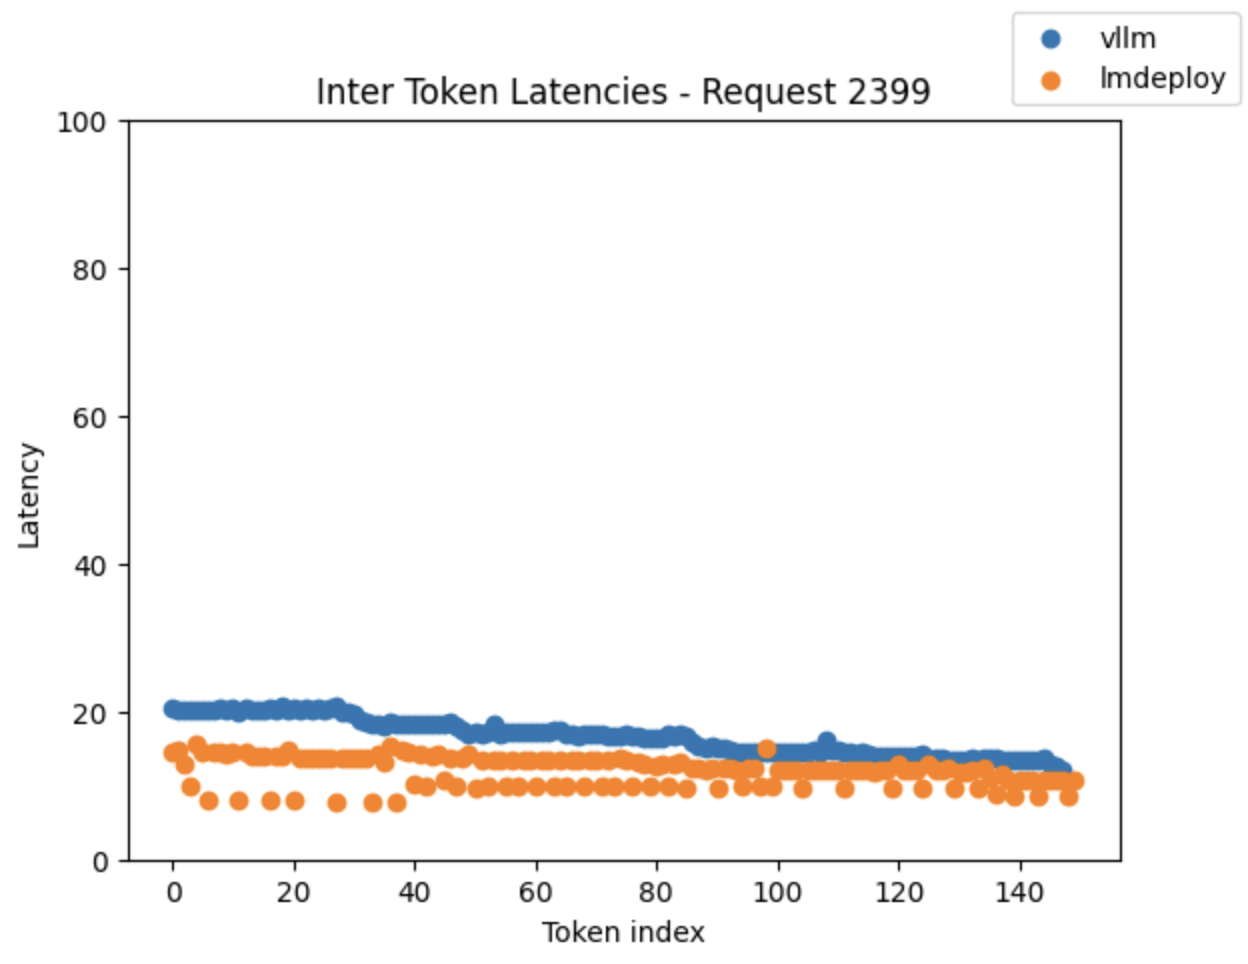 vllm
lmdeploy
Inter Token Latencies - Request 2399
100
80
60
40
20
0
Latency
0 20 40 60 80 100 120 140
Token index